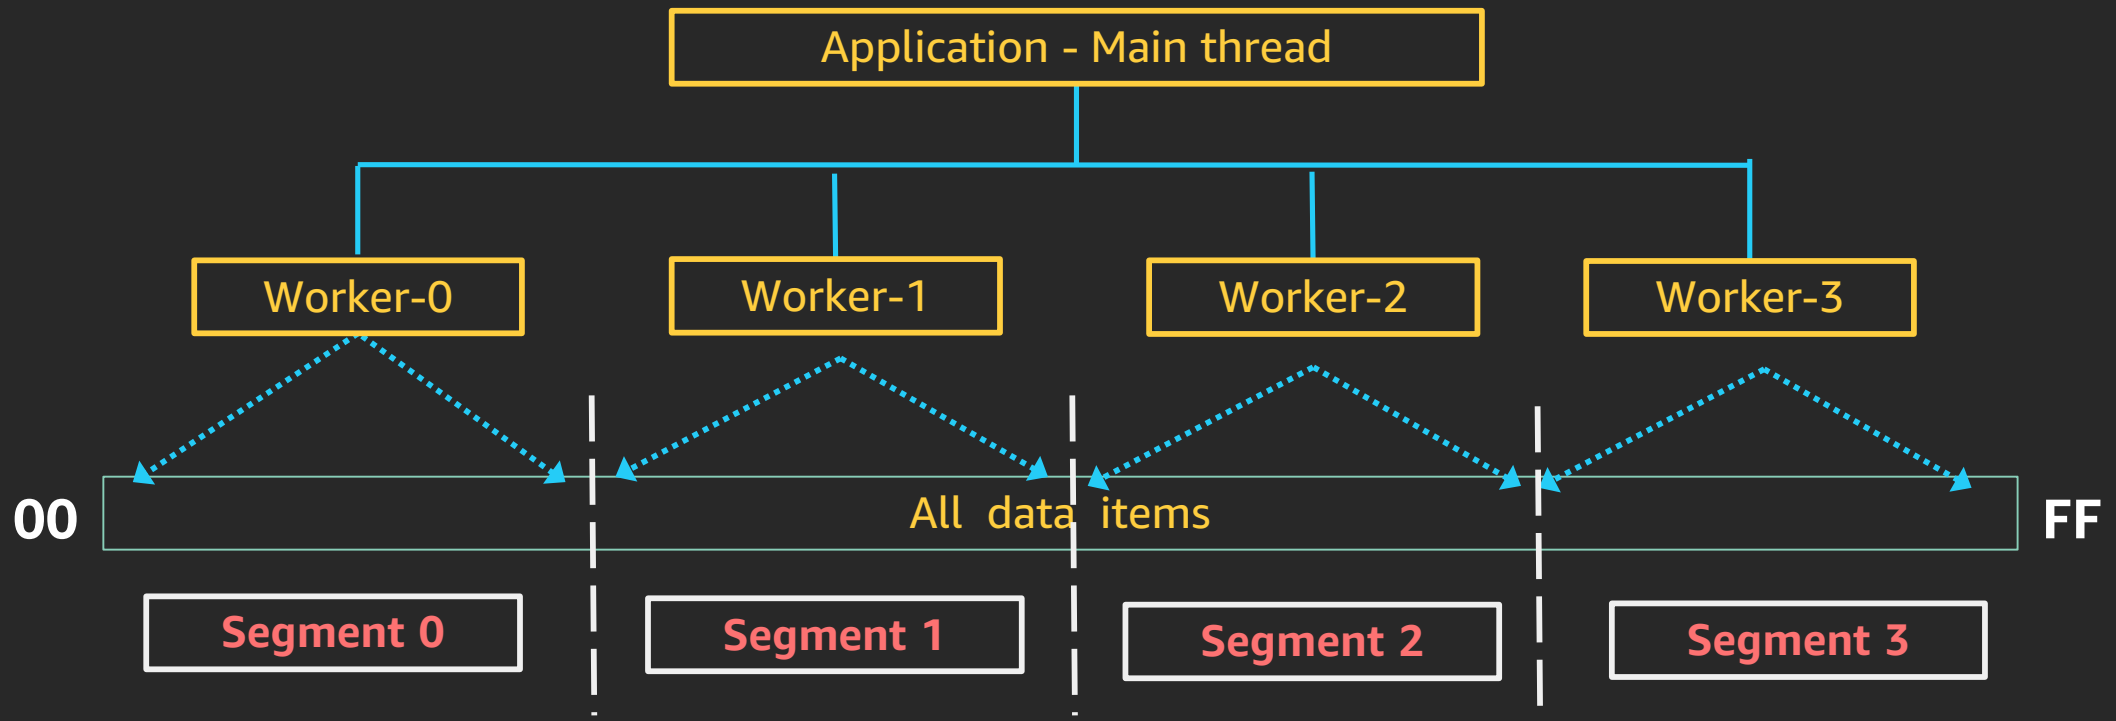 Application - Main thread
Worker-0
Worker-1
Worker-2
Worker-3
00
All data items
FF
Segment 0
Segment 1
Segment 2
Segment 3